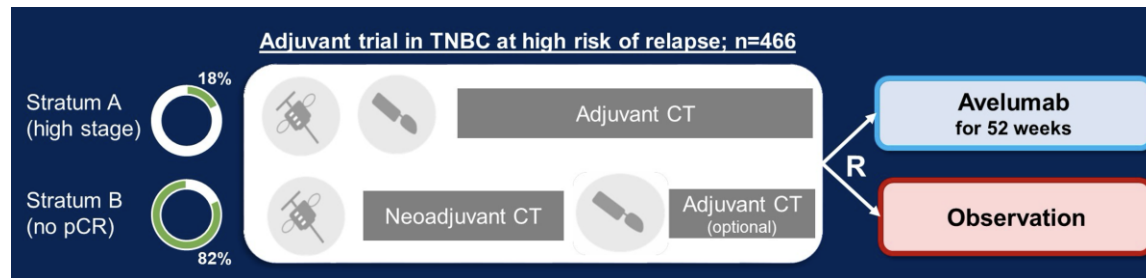 Adjuvant trial in TNBC at high risk of relapse; n=466
18%
Stratum A
(high stage)
Adjuvant CT
Avelumab
for 52 weeks
R
Stratum B
(no pCR)
82%
Neoadjuvant CT
Adjuvant CT
(optional)
Observation